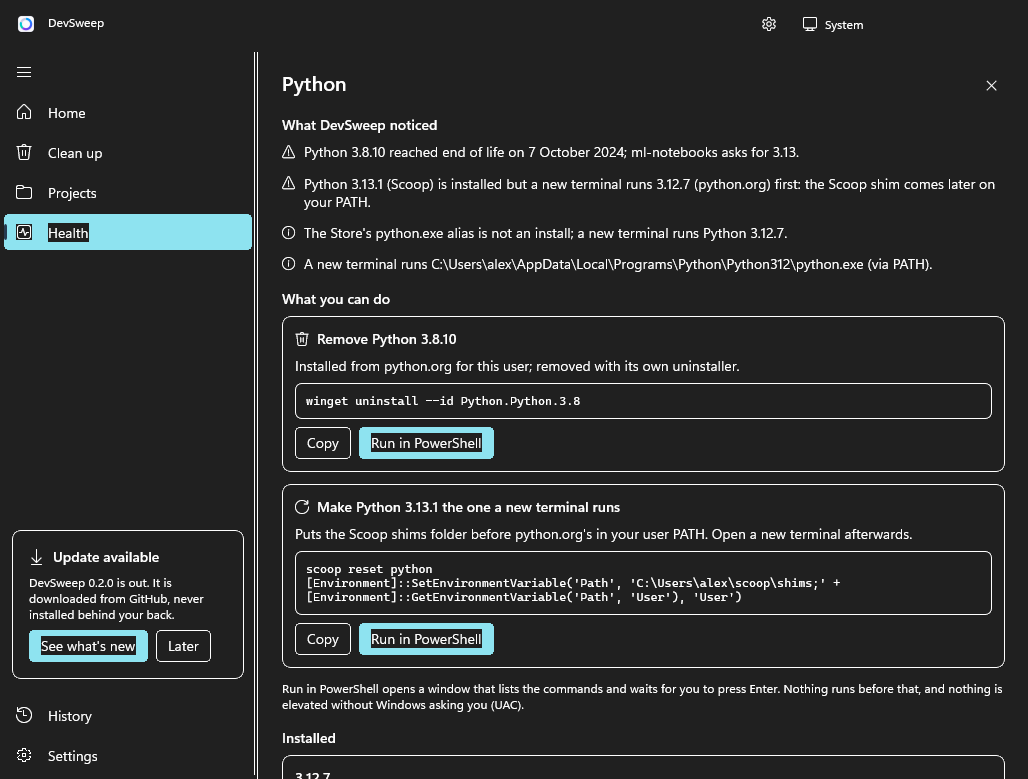 DevSweep
System
Home
Clean up
Projects
Health
Update available
DevSweep 0.2.0 is out. It is
downloaded from GitHub, never
installed behind your back.
See what's new
Later
History
Settings
Python
What DevSweep noticed
Python 3.8.10 reached end of life on 7 October 2024; ml-notebooks asks for 3.13.
Python 3.13.1 (Scoop) is installed but a new terminal runs 3.12.7 (python.org) first: the Scoop shim comes later on
your PATH.
The Store's python.exe alias is not an install; a new terminal runs Python 3.12.7.
A new terminal runs C:\Users\alex\AppData\Local\Programs\Python\Python312\python.exe (via PATH).
What you can do
Remove Python 3.8.10
Installed from python.org for this user; removed with its own uninstaller.
winget uninstall --id Python.Python.3.8
Copy
Run in PowerShell
Make Python 3.13.1 the one a new terminal runs
Puts the Scoop shims folder before python.org's in your user PATH. Open a new terminal afterwards.
scoop reset python
[Environment]::SetEnvironmentVariable('Path', 'C:\Users\alex\scoop\shims;' +
[Environment]::GetEnvironmentVariable('Path', 'User'), 'User')
Copy
Run in PowerShell
Run in PowerShell opens a window that lists the commands and waits for you to press Enter. Nothing runs before that, and nothing is
elevated without Windows asking you (UAC).
Installed
3.12.7